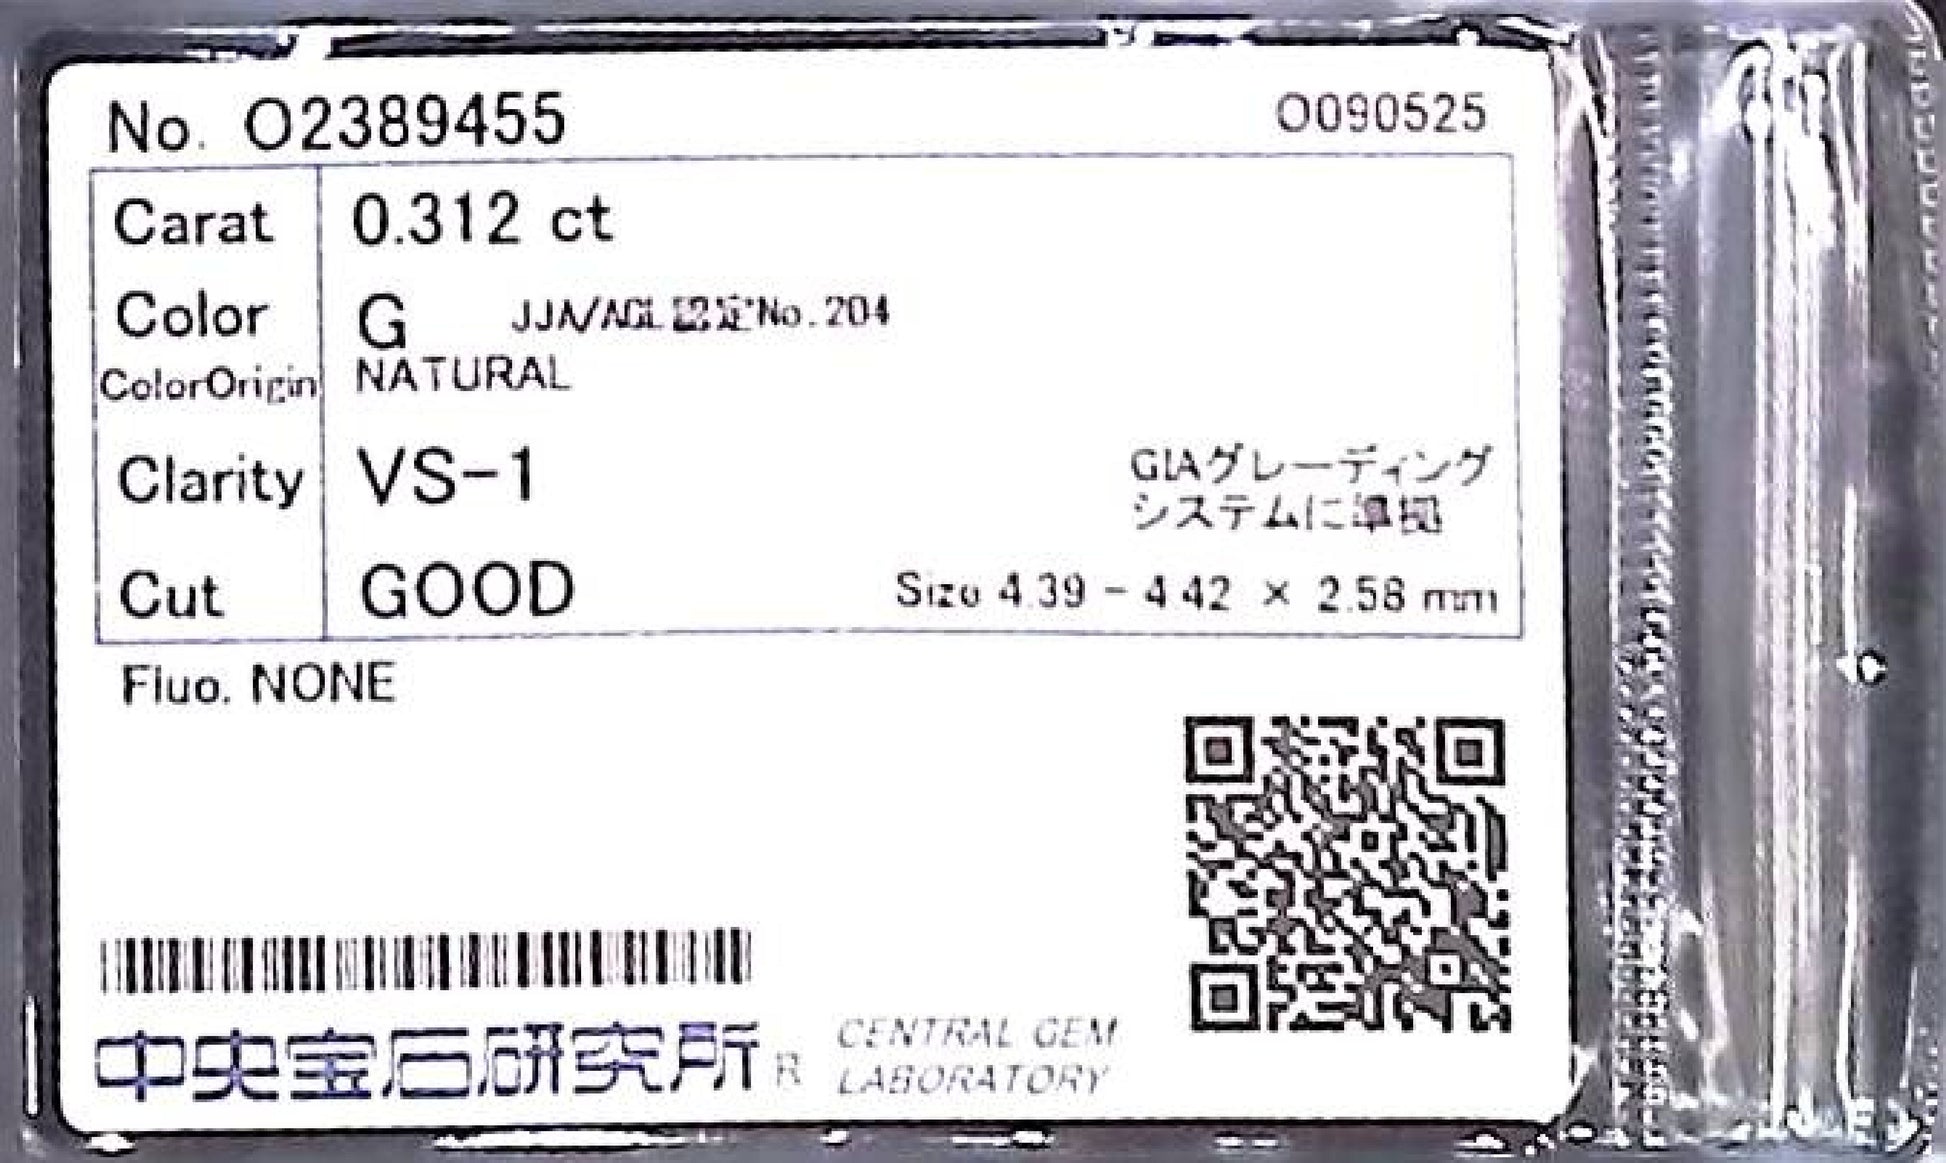 No. O2389455
O090525
Carat 0.312 ct
Color G JJA/AGL認定No.204
ColorOrigin NATURAL
Clarity VS-1
GIAグレーディング
システムに準拠
Cut GOOD
Size 4.39 - 4.42 × 2.58 mm
Fluo. NONE
中央宝石研究所 R
CENTRAL GEM
LABORATORY